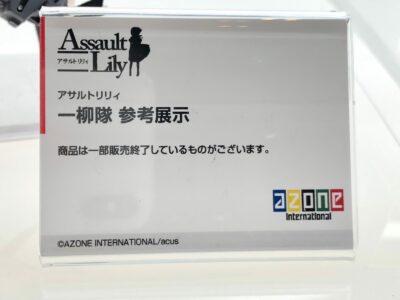 Assault
Lily
アサルトリリィ
アサルトリリィ
一柳隊 参考展示
商品は一部販売終了しているものがございます。
azone
international
©AZONE INTERNATIONAL/acus